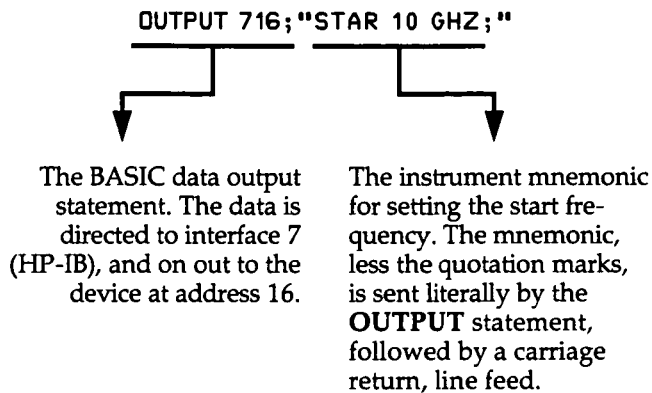 OUTPUT 716;"STAR 10 GHZ;"
The BASIC data output
statement. The data is
directed to interface 7
(HP-IB), and on out to the
device at address 16.
The instrument mnemonic
for setting the start fre-
quency. The mnemonic,
less the quotation marks,
is sent literally by the
OUTPUT statement,
followed by a carriage
return, line feed.